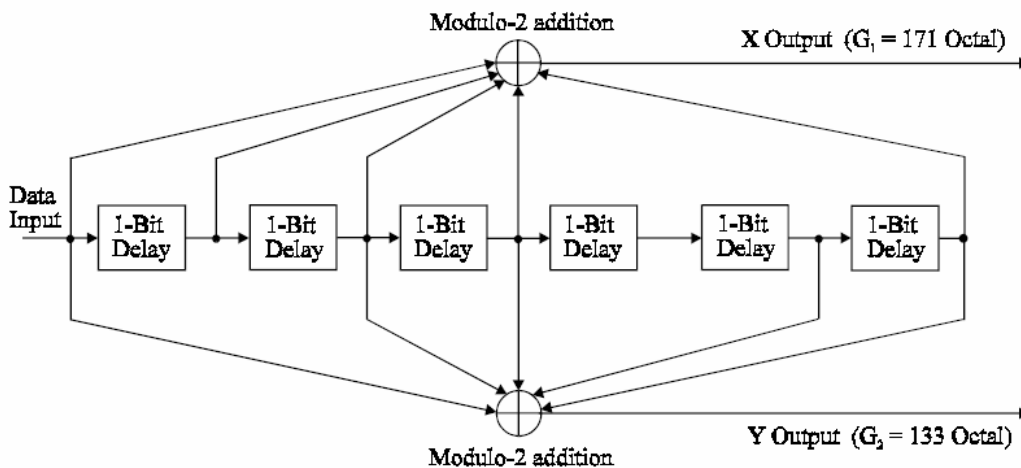 Modulo-2 addition
X Output (G₁ = 171 Octal)
Data
Input
1-Bit
Delay
1-Bit
Delay
1-Bit
Delay
1-Bit
Delay
1-Bit
Delay
1-Bit
Delay
Modulo-2 addition
Y Output (G₂ = 133 Octal)